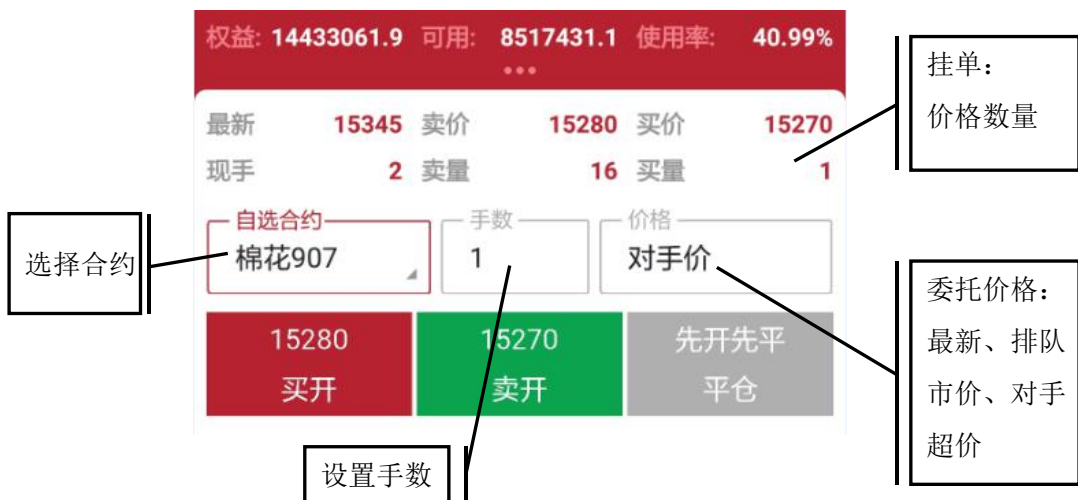 权益: 14433061.9 可用: 8517431.1 使用率: 40.99%
最新 15345 卖价 15280 买价 15270
现手 2 卖量 16 买量 1
挂单：
价格数量
选择合约
自选合约 手数 价格
棉花907 1 对手价
15280 15270 先开先平
买开 卖开 平仓
委托价格：
最新、排队
市价、对手
超价
设置手数